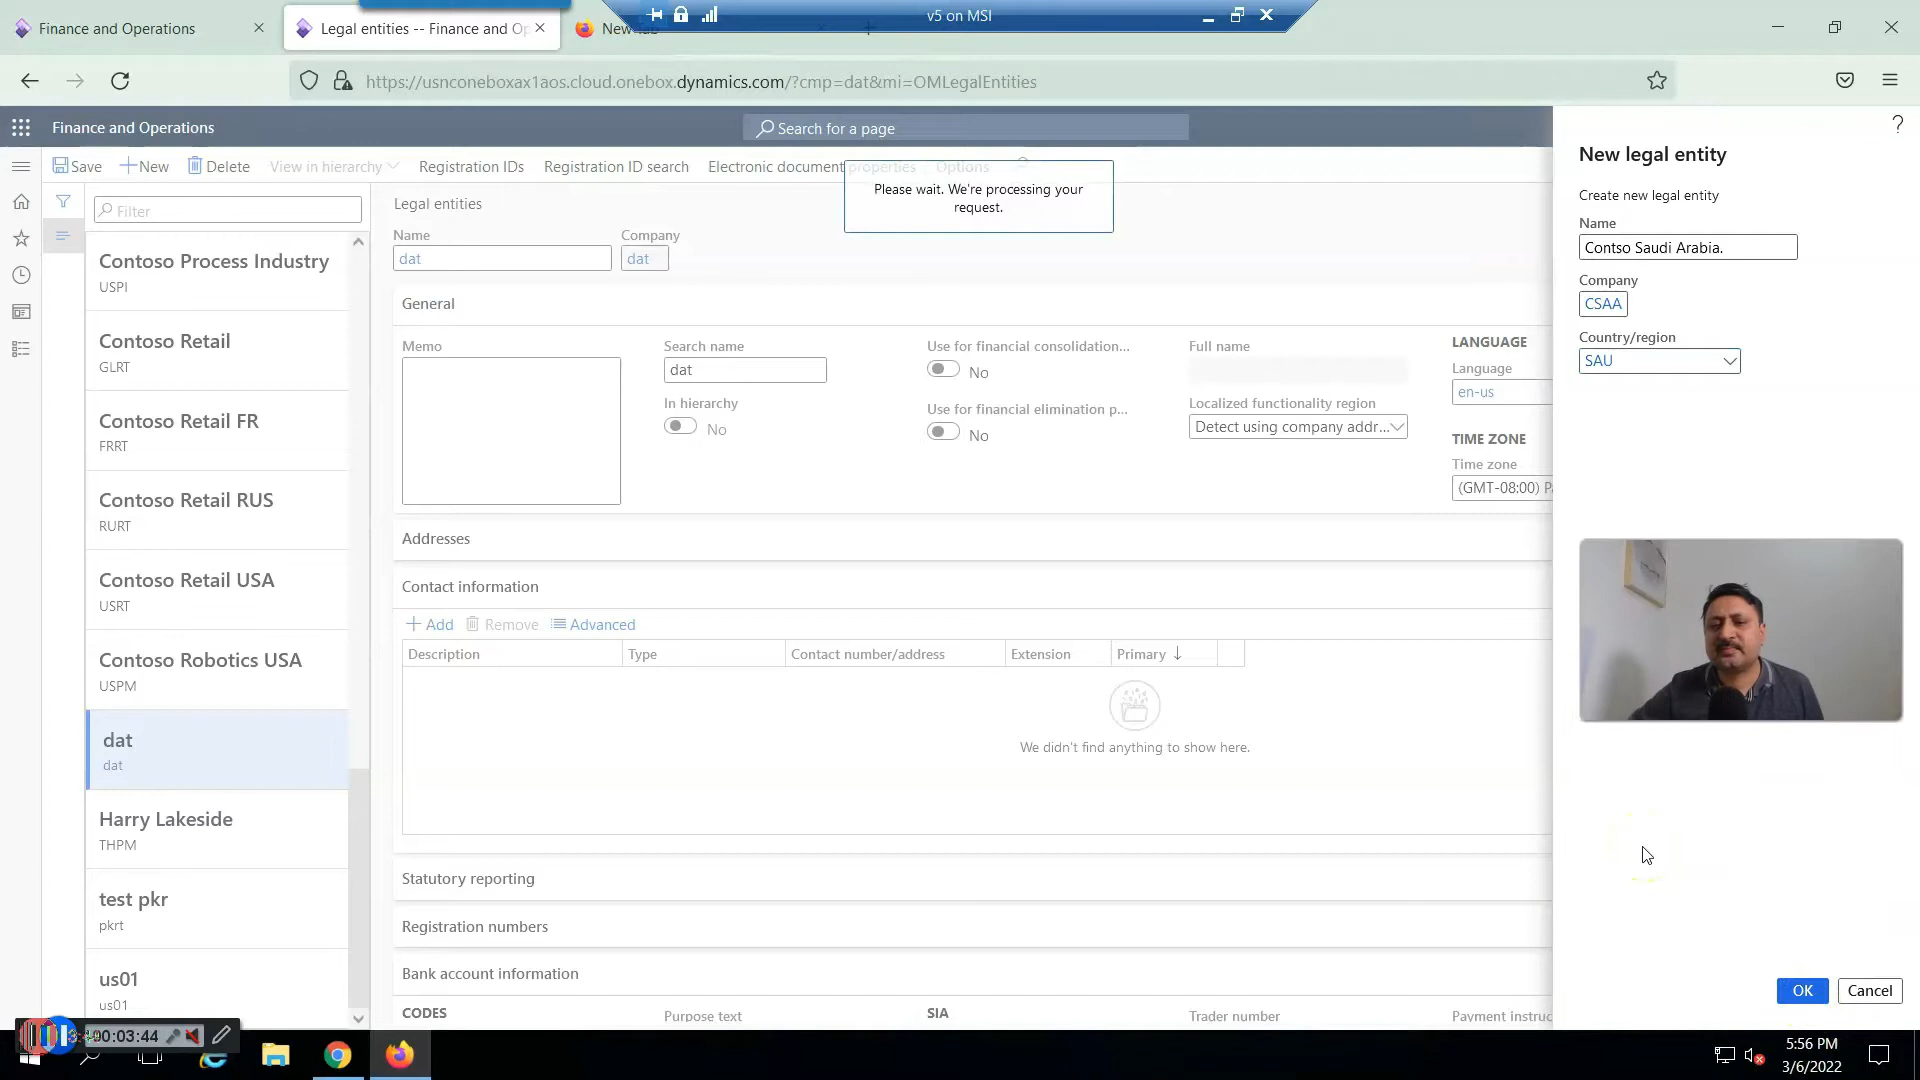 Finance and Operations
Legal entities -- Finance and Op
v5 on MSI
https://usnconeboxax1aos.cloud.onebox.dynamics.com/?cmp=dat&mi=OMLegalEntities
Finance and Operations
Search for a page
?
Save
New
Delete
View in hierarchy
Registration IDs
Registration ID search
Electronic document properties
Options
Please wait. We're processing your
request.
Filter
Contoso Process Industry
USPI
Contoso Retail
GLRT
Contoso Retail FR
FRRT
Contoso Retail RUS
RURT
Contoso Retail USA
USRT
Contoso Robotics USA
USPM
dat
dat
Harry Lakeside
THPM
test pkr
pkrt
us01
us01
Legal entities
Name
Company
dat
dat
General
Memo
Search name
dat
In hierarchy
No
Use for financial consolidation...
No
Use for financial elimination p...
No
Full name
Localized functionality region
Detect using company addr...
LANGUAGE
Language
en-us
TIME ZONE
Time zone
(GMT-08:00)
Addresses
Contact information
Add
Remove
Advanced
Description
Type
Contact number/address
Extension
Primary
We didn't find anything to show here.
Statutory reporting
Registration numbers
Bank account information
CODES
Purpose text
SIA
Trader number
Payment instruc
New legal entity
Create new legal entity
Name
Contso Saudi Arabia.
Company
CSAA
Country/region
SAU
OK
Cancel
00:03:44
5:56 PM
3/6/2022